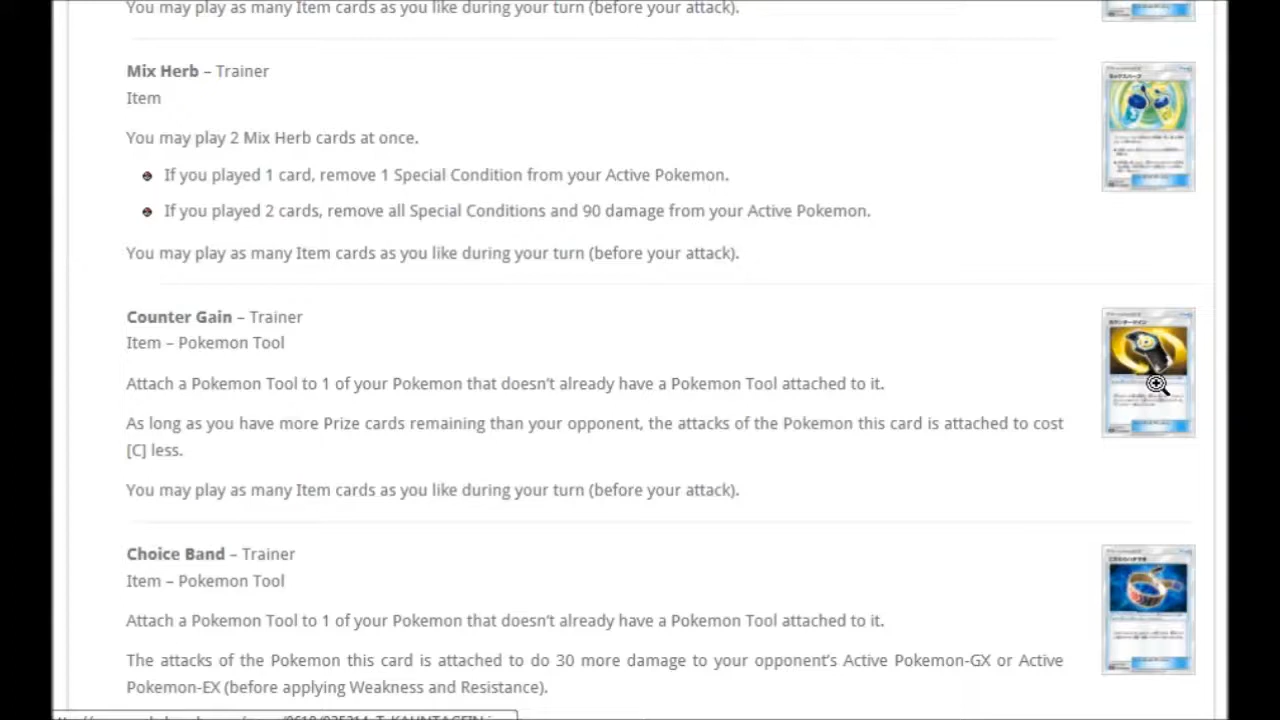 You may play as many Item cards as you like during your turn (before your attack).
Mix Herb – Trainer
Item
You may play 2 Mix Herb cards at once.
If you played 1 card, remove 1 Special Condition from your Active Pokemon.
If you played 2 cards, remove all Special Conditions and 90 damage from your Active Pokemon.
You may play as many Item cards as you like during your turn (before your attack).
Counter Gain – Trainer
Item – Pokemon Tool
Attach a Pokemon Tool to 1 of your Pokemon that doesn’t already have a Pokemon Tool attached to it.
As long as you have more Prize cards remaining than your opponent, the attacks of the Pokemon this card is attached to cost
[C] less.
You may play as many Item cards as you like during your turn (before your attack).
Choice Band – Trainer
Item – Pokemon Tool
Attach a Pokemon Tool to 1 of your Pokemon that doesn’t already have a Pokemon Tool attached to it.
The attacks of the Pokemon this card is attached to do 30 more damage to your opponent’s Active Pokemon-GX or Active
Pokemon-EX (before applying Weakness and Resistance).